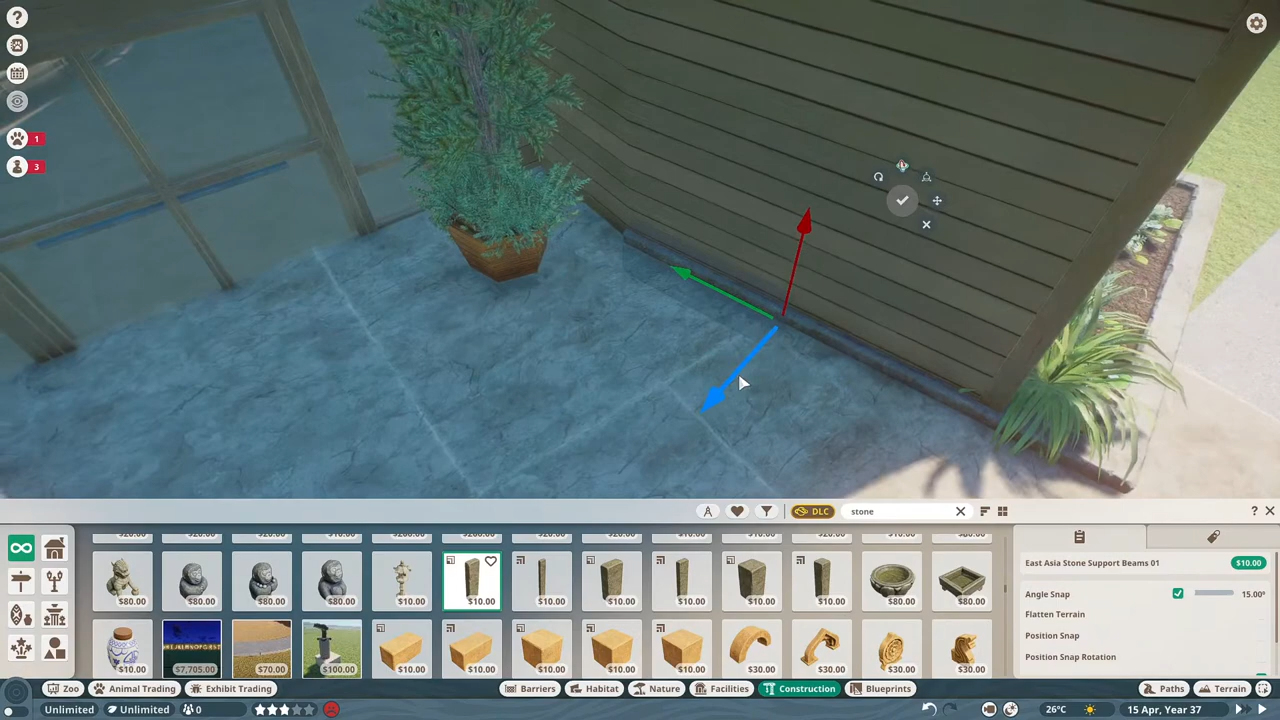 ?
1
3
DLC
stone
?
$80.00
$80.00
$80.00
$80.00
$10.00
$10.00
$10.00
$10.00
$10.00
$10.00
$10.00
$80.00
$80.00
$10.00
$7,705.00
$70.00
$100.00
$10.00
$10.00
$10.00
$10.00
$10.00
$30.00
$30.00
$30.00
$30.00
East Asia Stone Support Beams 01
$10.00
Angle Snap
15.00°
Flatten Terrain
Position Snap
Position Snap Rotation
Zoo
Animal Trading
Exhibit Trading
Barriers
Habitat
Nature
Facilities
Construction
Blueprints
Paths
Terrain
Unlimited
Unlimited
0
26°C
15 Apr, Year 37